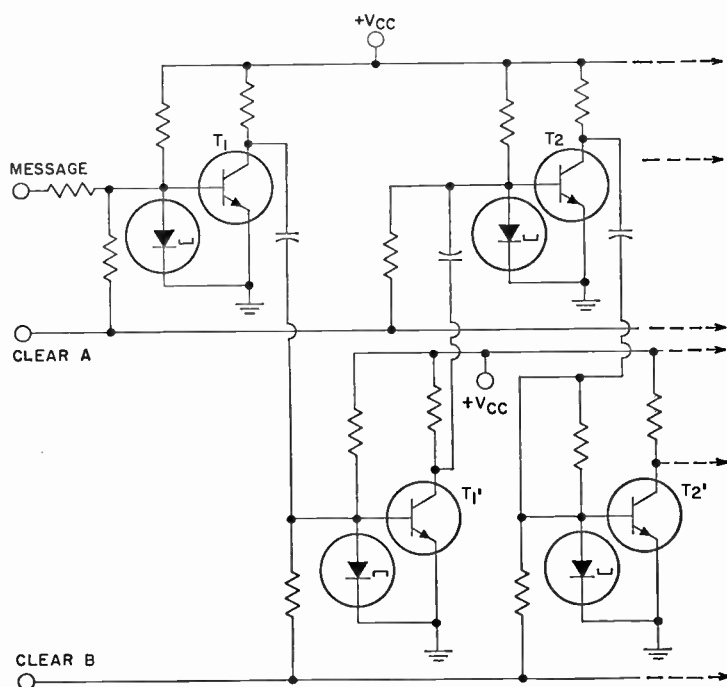 +VCC
T1
T2
MESSAGE
CLEAR A
+VCC
T1'
T2'
CLEAR B